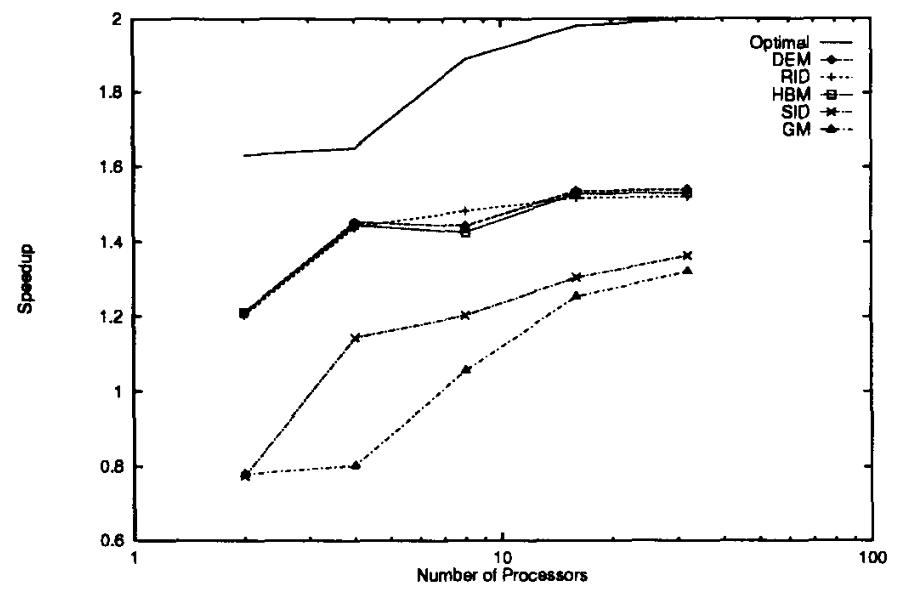 2
1.8
1.6
1.4
1.2
1
0.8
0.6
Speedup
1
10
100
Number of Processors
Optimal
DEM
RID
HBM
SID
GM